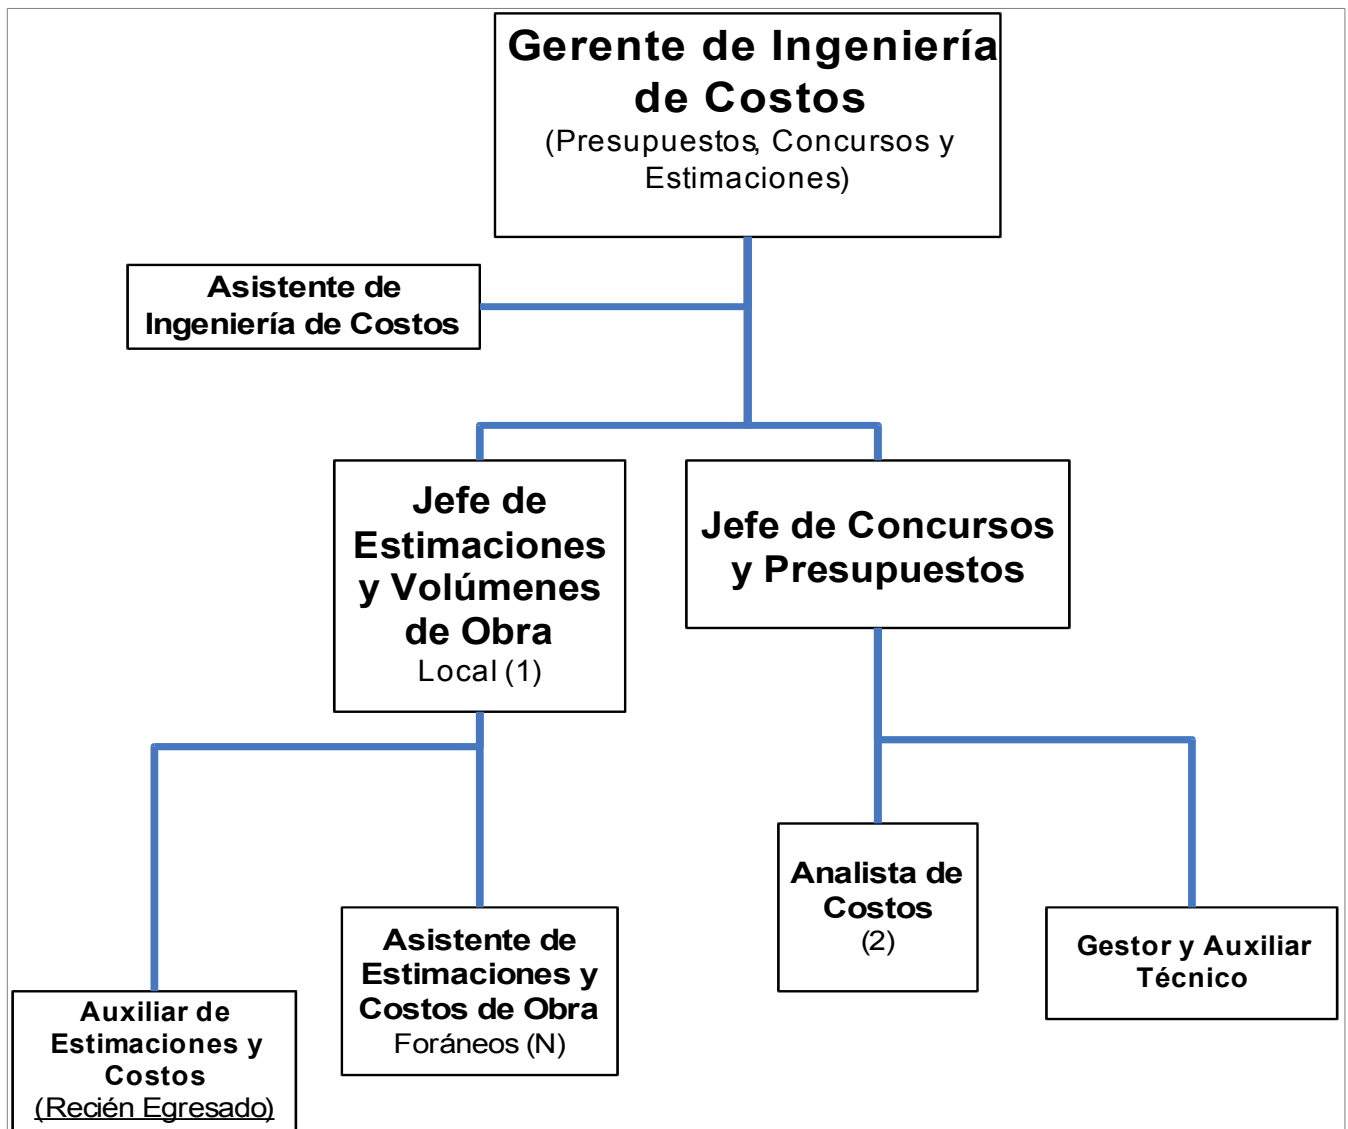 Gerente de Ingeniería
de Costos
(Presupuestos, Concursos y
Estimaciones)
Asistente de
Ingeniería de Costos
Jefe de
Estimaciones
y Volúmenes
de Obra
Local (1)
Jefe de Concursos
y Presupuestos
Auxiliar de
Estimaciones y
Costos
(Recién Egresado)
Asistente de
Estimaciones y
Costos de Obra
Foráneos (N)
Analista de
Costos
(2)
Gestor y Auxiliar
Técnico